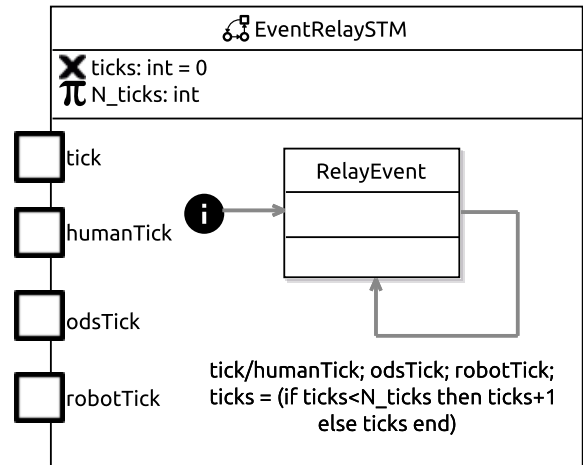 EventRelaySTM
ticks: int = 0
π N_ticks: int
tick
humanTick
odsTick
robotTick
i
RelayEvent
tick/humanTick; odsTick; robotTick;
ticks = (if ticks<N_ticks then ticks+1
else ticks end)